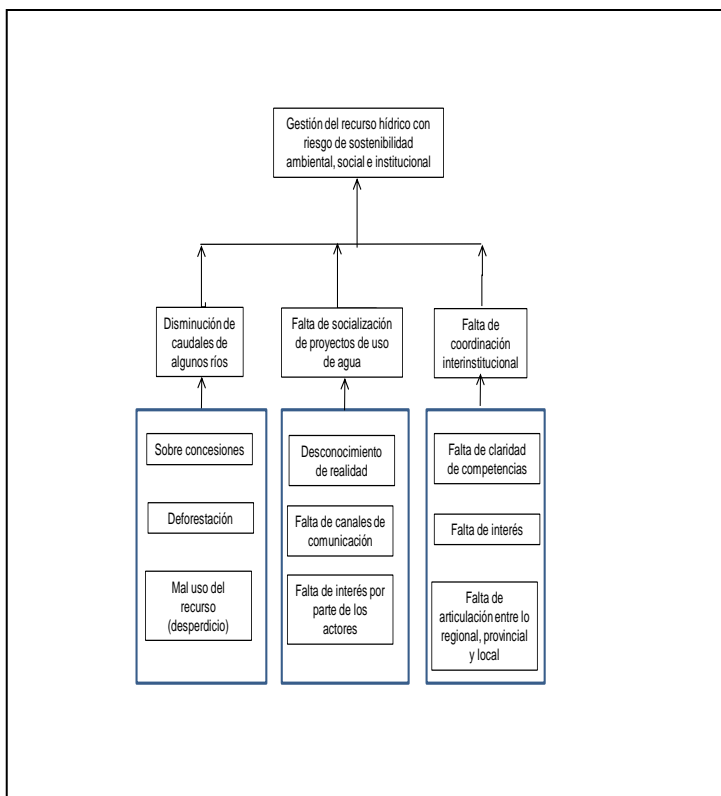 Gestión del recurso hídrico con
riesgo de sostenibilidad
ambiental, social e institucional
Disminución de
caudales de
algunos ríos
Falta de socialización
de proyectos de uso
de agua
Falta de
coordinación
interinstitucional
Sobre concesiones
Deforestación
Mal uso del
recurso
(desperdicio)
Desconocimiento
de realidad
Falta de canales de
comunicación
Falta de interés por
parte de los
actores
Falta de claridad
de competencias
Falta de interés
Falta de
articulación entre lo
regional, provincial
y local